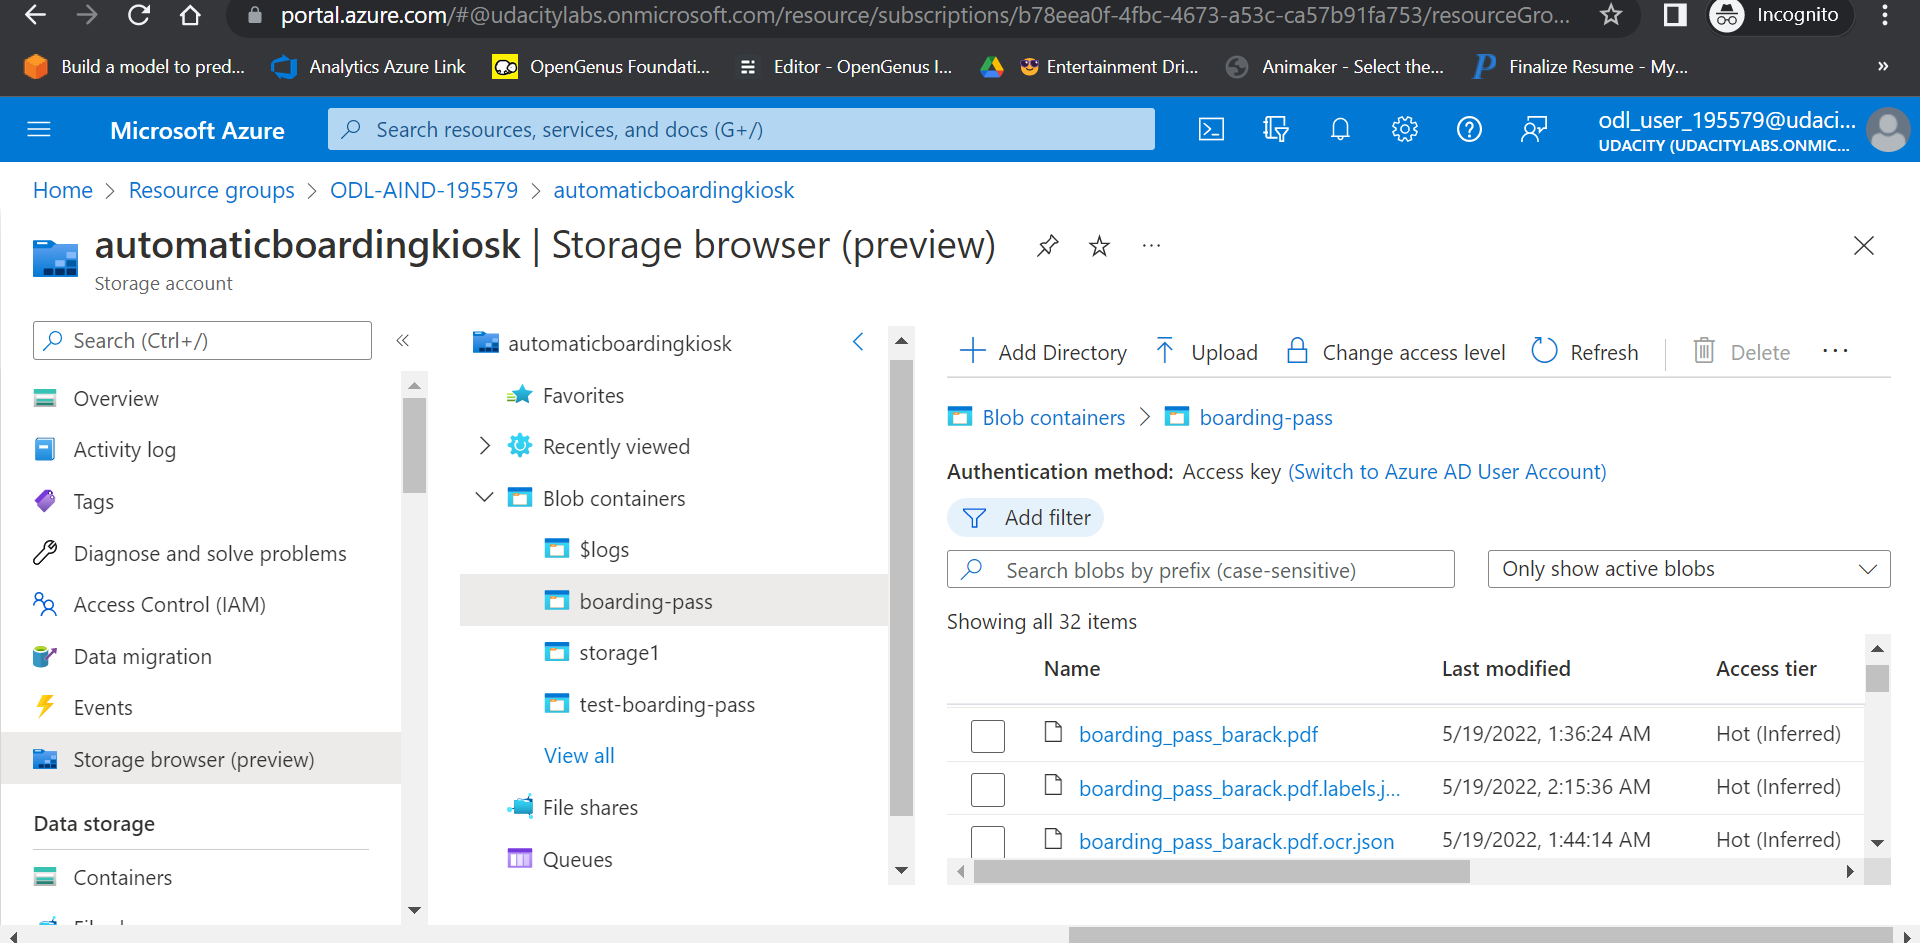 portal.azure.com/#@udacitylabs.onmicrosoft.com/resource/subscriptions/b78eea0f-4fbc-4673-a53c-ca57b91fa753/resourceGro...
Incognito
Build a model to pred...
Analytics Azure Link
OpenGenus Foundati...
Editor - OpenGenus I...
Entertainment Dri...
Animaker - Select the...
Finalize Resume - My...
»
Microsoft Azure
Search resources, services, and docs (G+/)
odl_user_195579@udaci...
UDACITY (UDACITYLABS.ONMIC...
Home > Resource groups > ODL-AIND-195579 > automaticboardingkiosk
automaticboardingkiosk | Storage browser (preview)
Storage account
Search (Ctrl+/)
Overview
Activity log
Tags
Diagnose and solve problems
Access Control (IAM)
Data migration
Events
Storage browser (preview)
Data storage
Containers
automaticboardingkiosk
Favorites
Recently viewed
Blob containers
$logs
boarding-pass
storage1
test-boarding-pass
View all
File shares
Queues
Add Directory
Upload
Change access level
Refresh
Delete
Blob containers > boarding-pass
Authentication method: Access key (Switch to Azure AD User Account)
Add filter
Search blobs by prefix (case-sensitive)
Only show active blobs
Showing all 32 items
Name Last modified Access tier
boarding_pass_barack.pdf 5/19/2022, 1:36:24 AM Hot (Inferred)
boarding_pass_barack.pdf.labels.j... 5/19/2022, 2:15:36 AM Hot (Inferred)
boarding_pass_barack.pdf.ocr.json 5/19/2022, 1:44:14 AM Hot (Inferred)